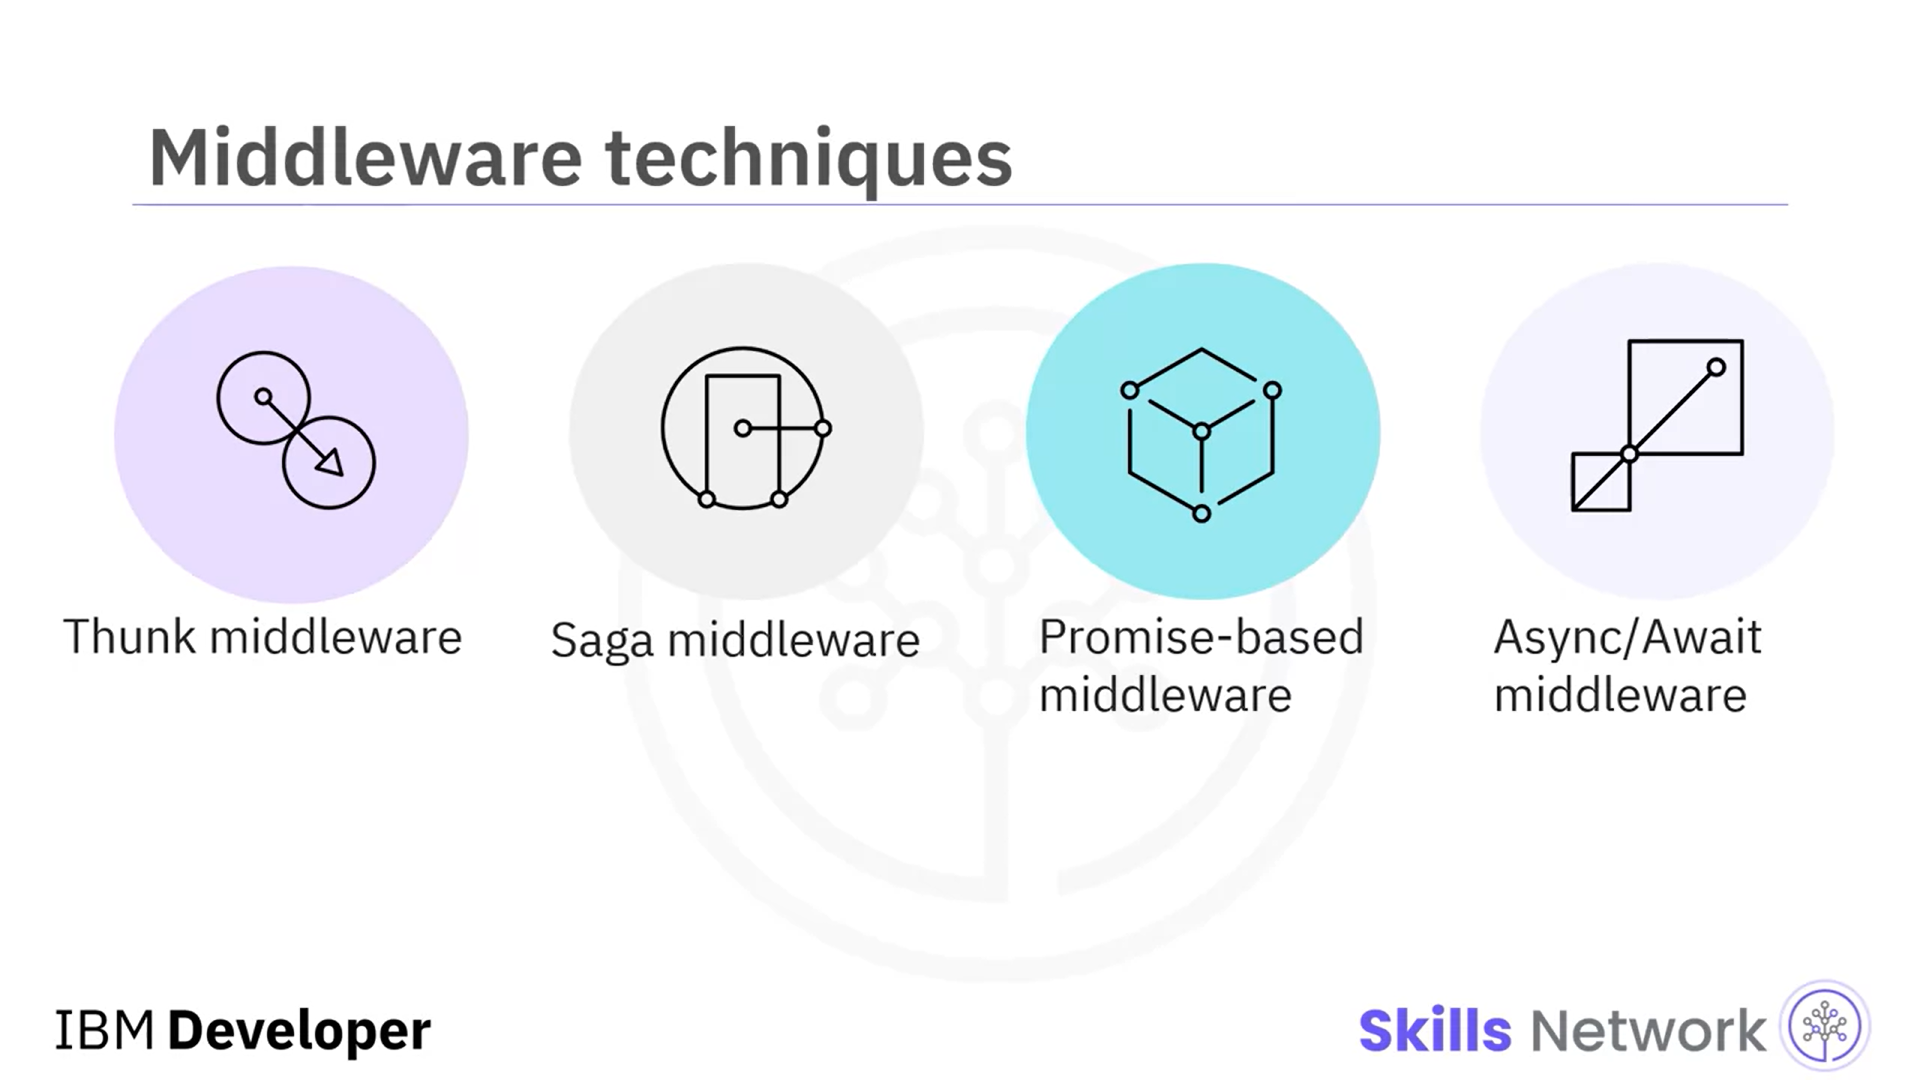 Middleware techniques
Thunk middleware
Saga middleware
Promise-based
middleware
Async/Await
middleware
IBM Developer
Skills Network